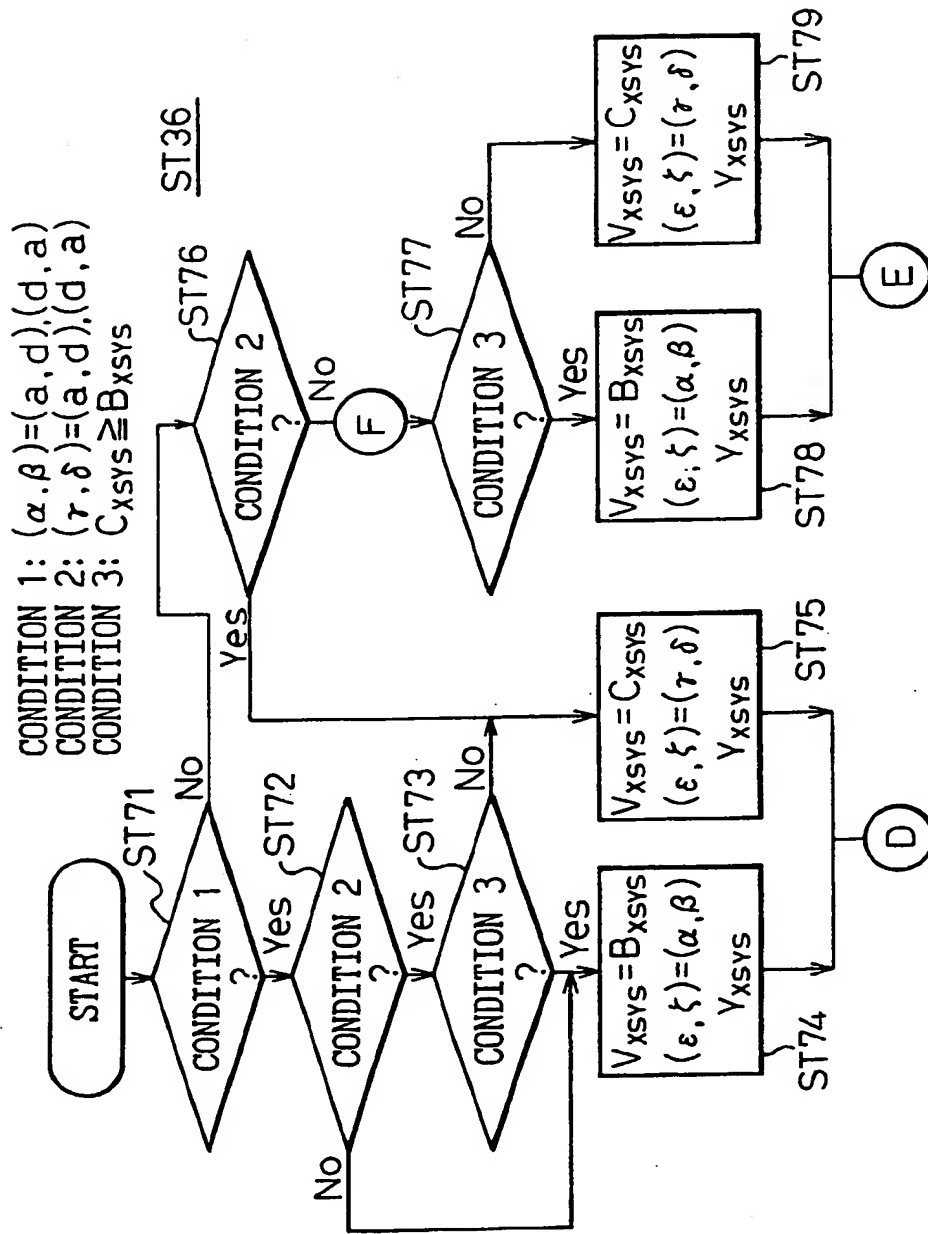 CONDITION 1: (α.β)=(a,d),(d,a)
CONDITION 2: (γ,δ)=(a,d),(d,a)
CONDITION 3: CXSYS≧BXSYS
ST36
START
ST71
CONDITION 1
?
No
Yes
ST72
CONDITION 2
?
No
Yes
ST73
CONDITION 3
?
No
Yes
VXSYS=BXSYS
(ε,ζ)=(α,β)
YXSYS
ST74
VXSYS=CXSYS
(ε,ζ)=(γ,δ)
YXSYS
ST75
D
ST76
CONDITION 2
?
Yes
No
F
ST77
CONDITION 3
?
No
Yes
VXSYS=BXSYS
(ε;ζ)=(α,β)
YXSYS
ST78
VXSYS=CXSYS
(ε,ζ)=(γ,δ)
YXSYS
ST79
E